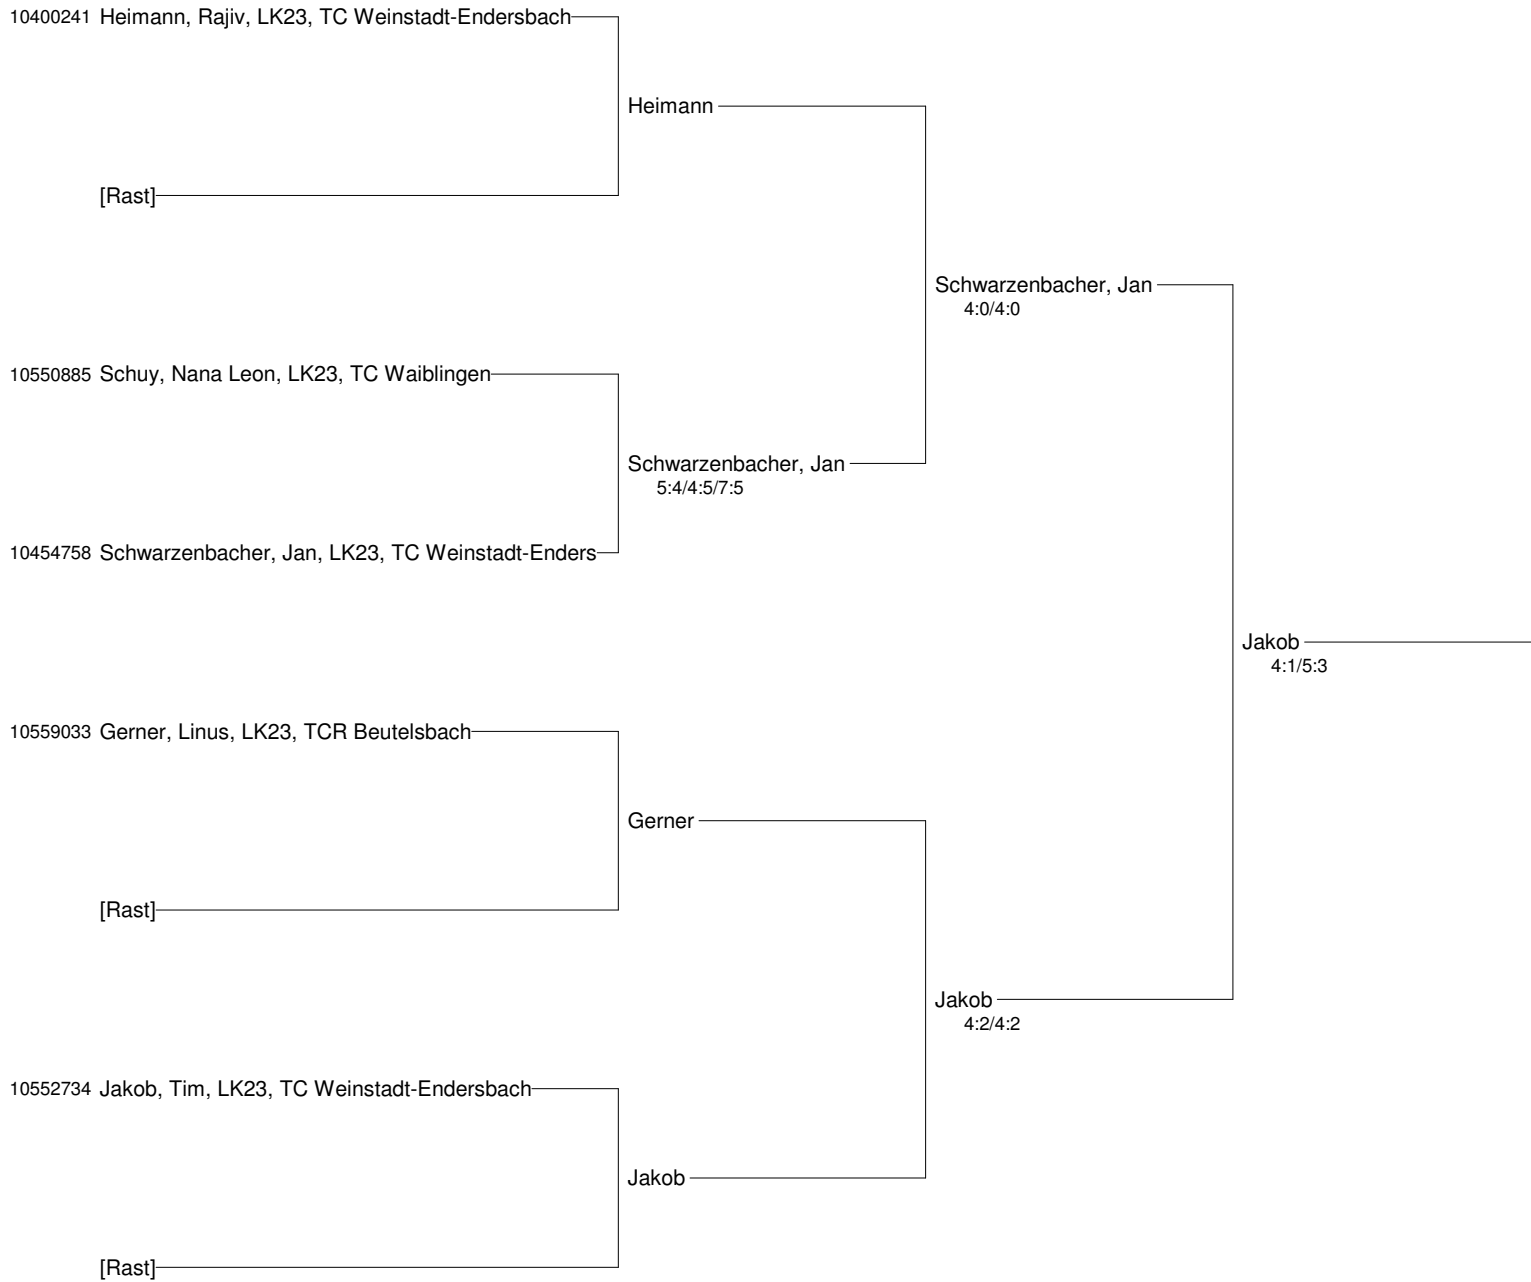 10400241 Heimann, Rajiv, LK23, TC Weinstadt-Endersbach
Heimann
[Rast]
Schwarzenbacher, Jan
4:0/4:0
10550885 Schuy, Nana Leon, LK23, TC Waiblingen
Schwarzenbacher, Jan
5:4/4:5/7:5
10454758 Schwarzenbacher, Jan, LK23, TC Weinstadt-Enders
Jakob
4:1/5:3
10559033 Gerner, Linus, LK23, TCR Beutelsbach
Gerner
[Rast]
Jakob
4:2/4:2
10552734 Jakob, Tim, LK23, TC Weinstadt-Endersbach
Jakob
[Rast]